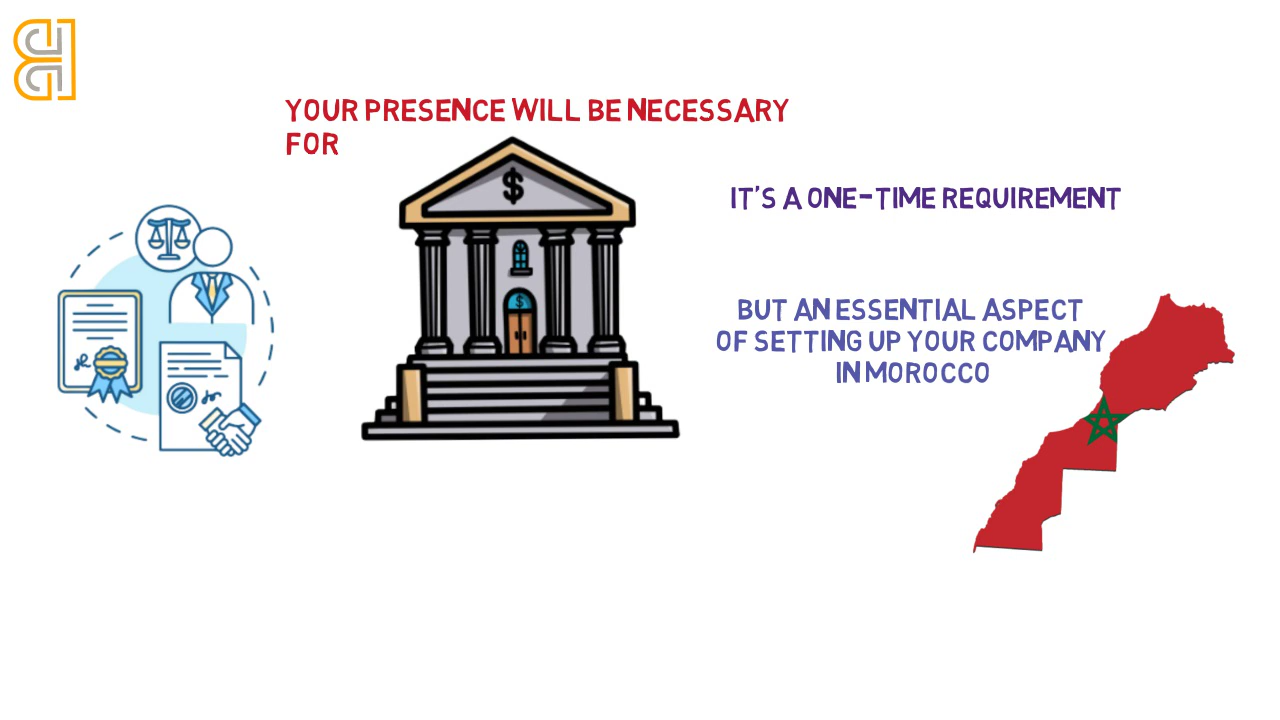 YOUR PRESENCE WILL BE NECESSARY
FOR
$
$
IT'S A ONE-TIME REQUIREMENT
BUT AN ESSENTIAL ASPECT
OF SETTING UP YOUR COMPANY
IN MOROCCO